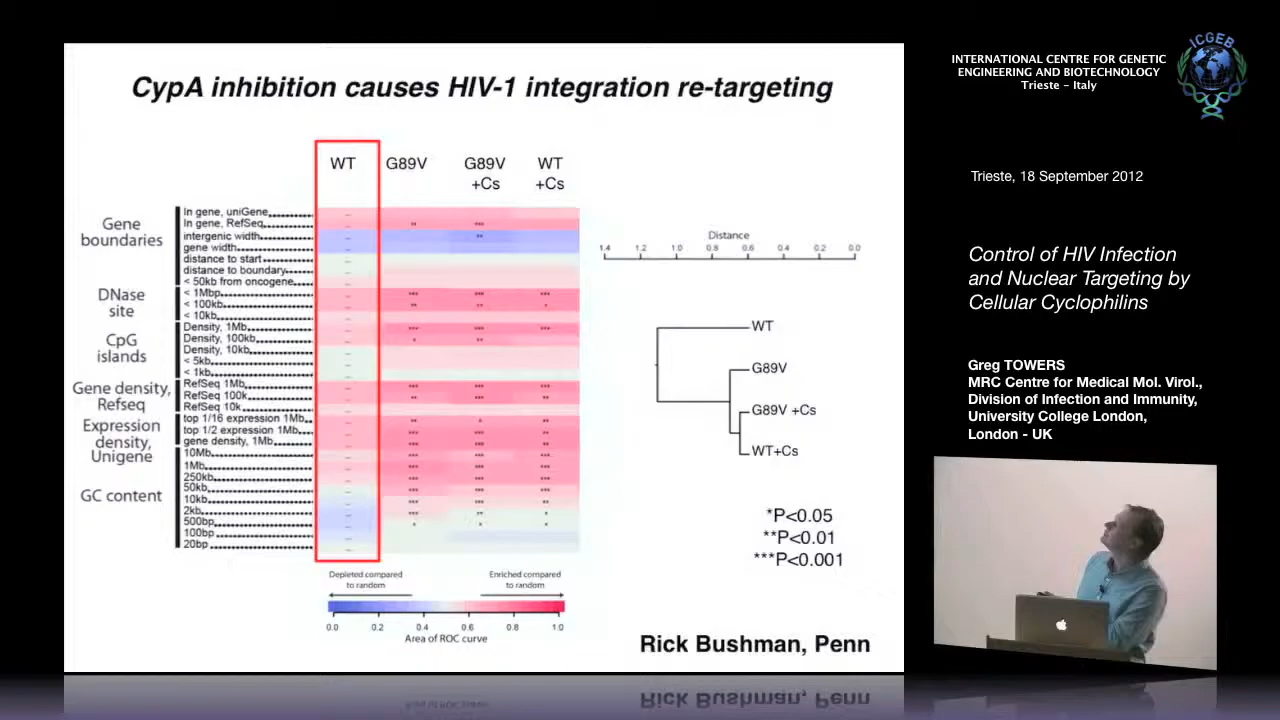 CypA inhibition causes HIV-1 integration re-targeting
WT
G89V
G89V
+Cs
WT
+Cs
Gene
boundaries
In gene, uniGene
In gene, RefSeq
intergenic width
gene width
distance to start
distance to boundary
< 50kb from oncogene
DNase
site
< 1Mbp
< 100kb
< 10kb
CpG
islands
Density, 1Mb
Density, 100kb
Density, 10kb
< 5kb
< 1kb
Gene density,
Refseq
RefSeq 1Mb
RefSeq 100k
RefSeq 10k
Expression
density,
Unigene
top 1/16 expression 1Mb
top 1/2 expression 1Mb
gene density, 1Mb
GC content
10Mb
1Mb
250kb
50kb
10kb
2kb
500bp
100bp
20bp
Depleted compared
to random
Enriched compared
to random
0.0 0.2 0.4 0.6 0.8 1.0
Area of ROC curve
Distance
1.4 1.2 1.0 0.8 0.6 0.4 0.2 0.0
WT
G89V
G89V +Cs
WT+Cs
*P<0.05
**P<0.01
***P<0.001
Rick Bushman, Penn
INTERNATIONAL CENTRE FOR GENETIC
ENGINEERING AND BIOTECHNOLOGY
Trieste - Italy
ICGEB
Trieste, 18 September 2012
Control of HIV Infection
and Nuclear Targeting by
Cellular Cyclophilins
Greg TOWERS
MRC Centre for Medical Mol. Virol.,
Division of Infection and Immunity,
University College London,
London - UK